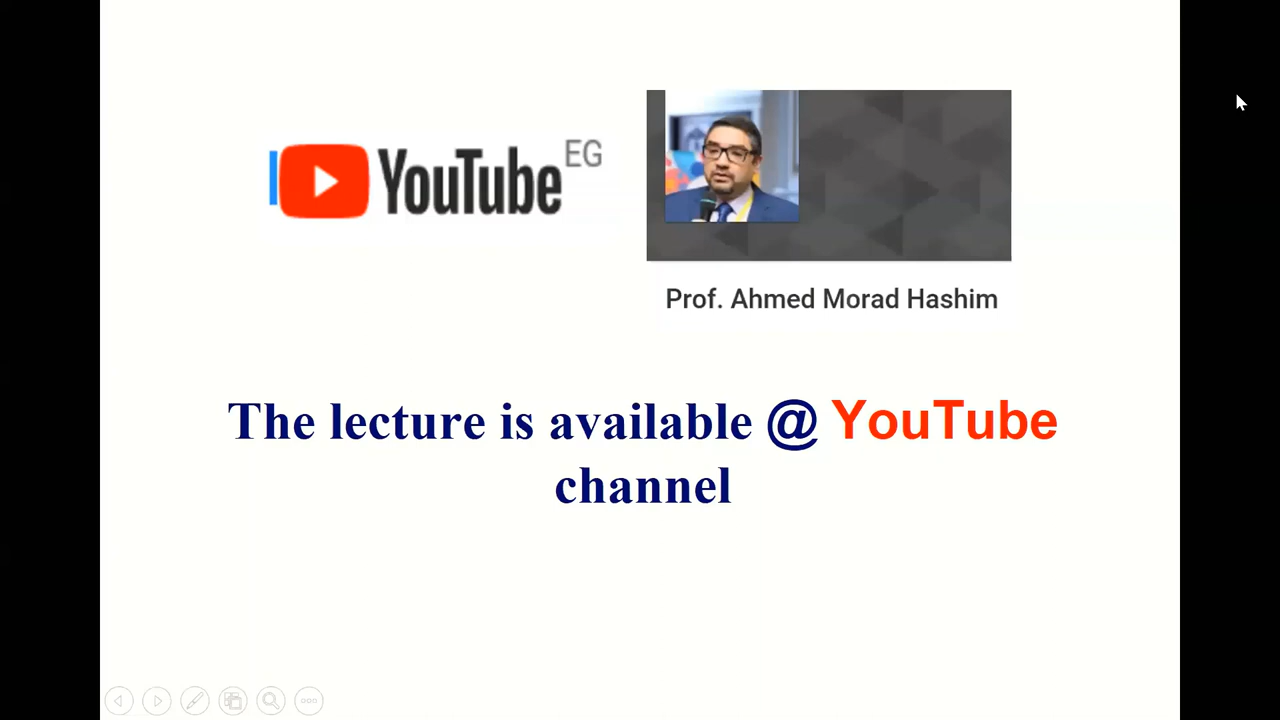 YouTube EG
Prof. Ahmed Morad Hashim
The lecture is available @ YouTube
channel